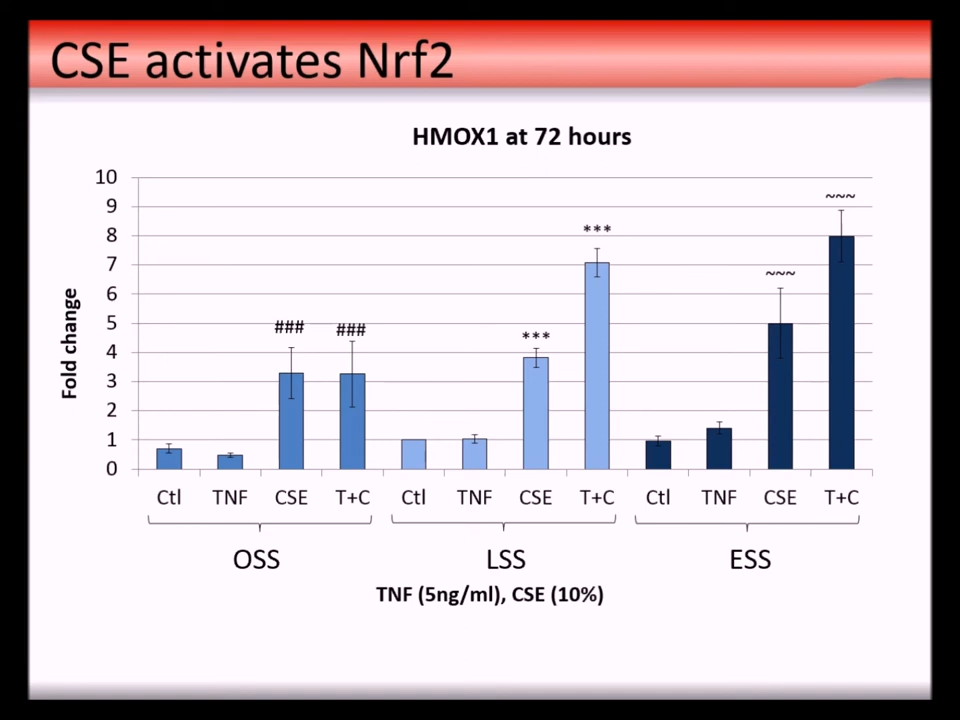 CSE activates Nrf2
HMOX1 at 72 hours
10
9
8
7
6
5
4
3
2
1
0
Fold change
###
###
***
***
~~~
~~~
Ctl TNF CSE T+C Ctl TNF CSE T+C Ctl TNF CSE T+C
OSS LSS ESS
TNF (5ng/ml), CSE (10%)